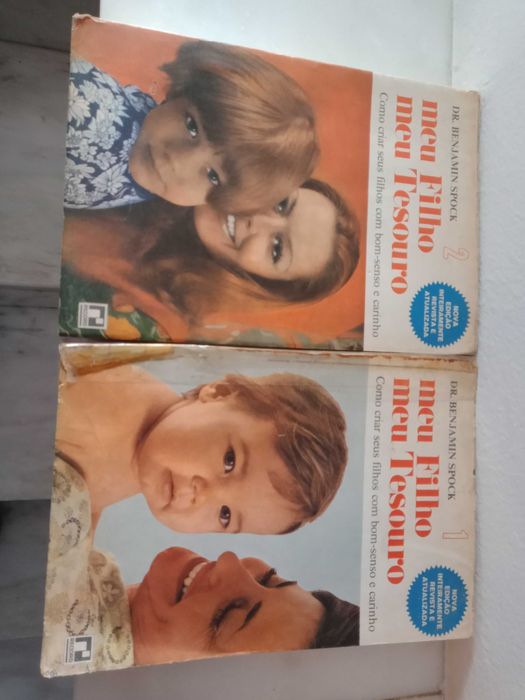 DR. BENJAMIN SPOCK
meu Filho 2
meu Tesouro
Como criar seus filhos com bom-senso e carinho
NOVA
EDIÇÃO
INTEIRAMENTE
REVISTA E
ATUALIZADA
DR. BENJAMIN SPOCK
meu Filho 1
meu Tesouro
Como criar seus filhos com bom-senso e carinho
NOVA
EDIÇÃO
INTEIRAMENTE
REVISTA E
ATUALIZADA
RECORD